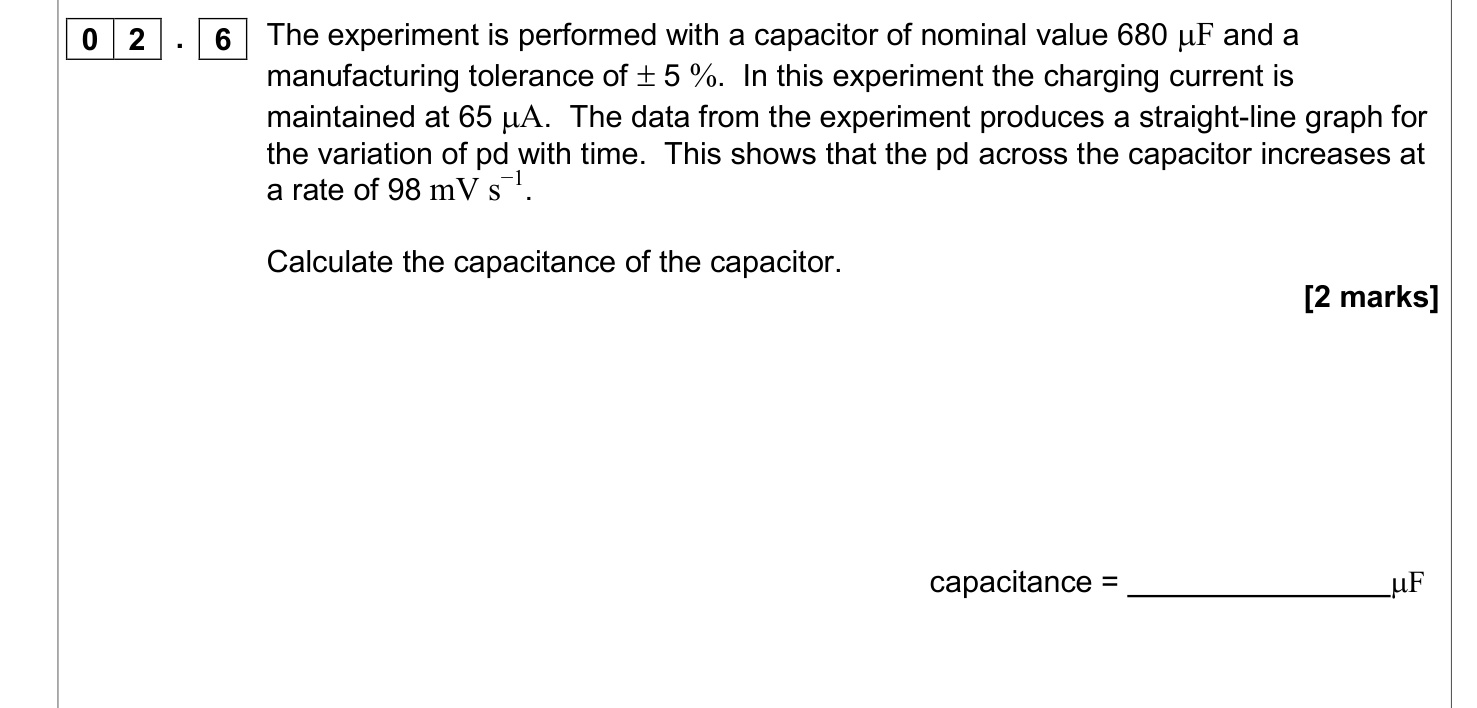 0 2 . 6 The experiment is performed with a capacitor of nominal value 680 μF and a
manufacturing tolerance of ± 5 %. In this experiment the charging current is
maintained at 65 μA. The data from the experiment produces a straight-line graph for
the variation of pd with time. This shows that the pd across the capacitor increases at
a rate of 98 mV s⁻¹.
Calculate the capacitance of the capacitor.
[2 marks]
capacitance = ______________ μF